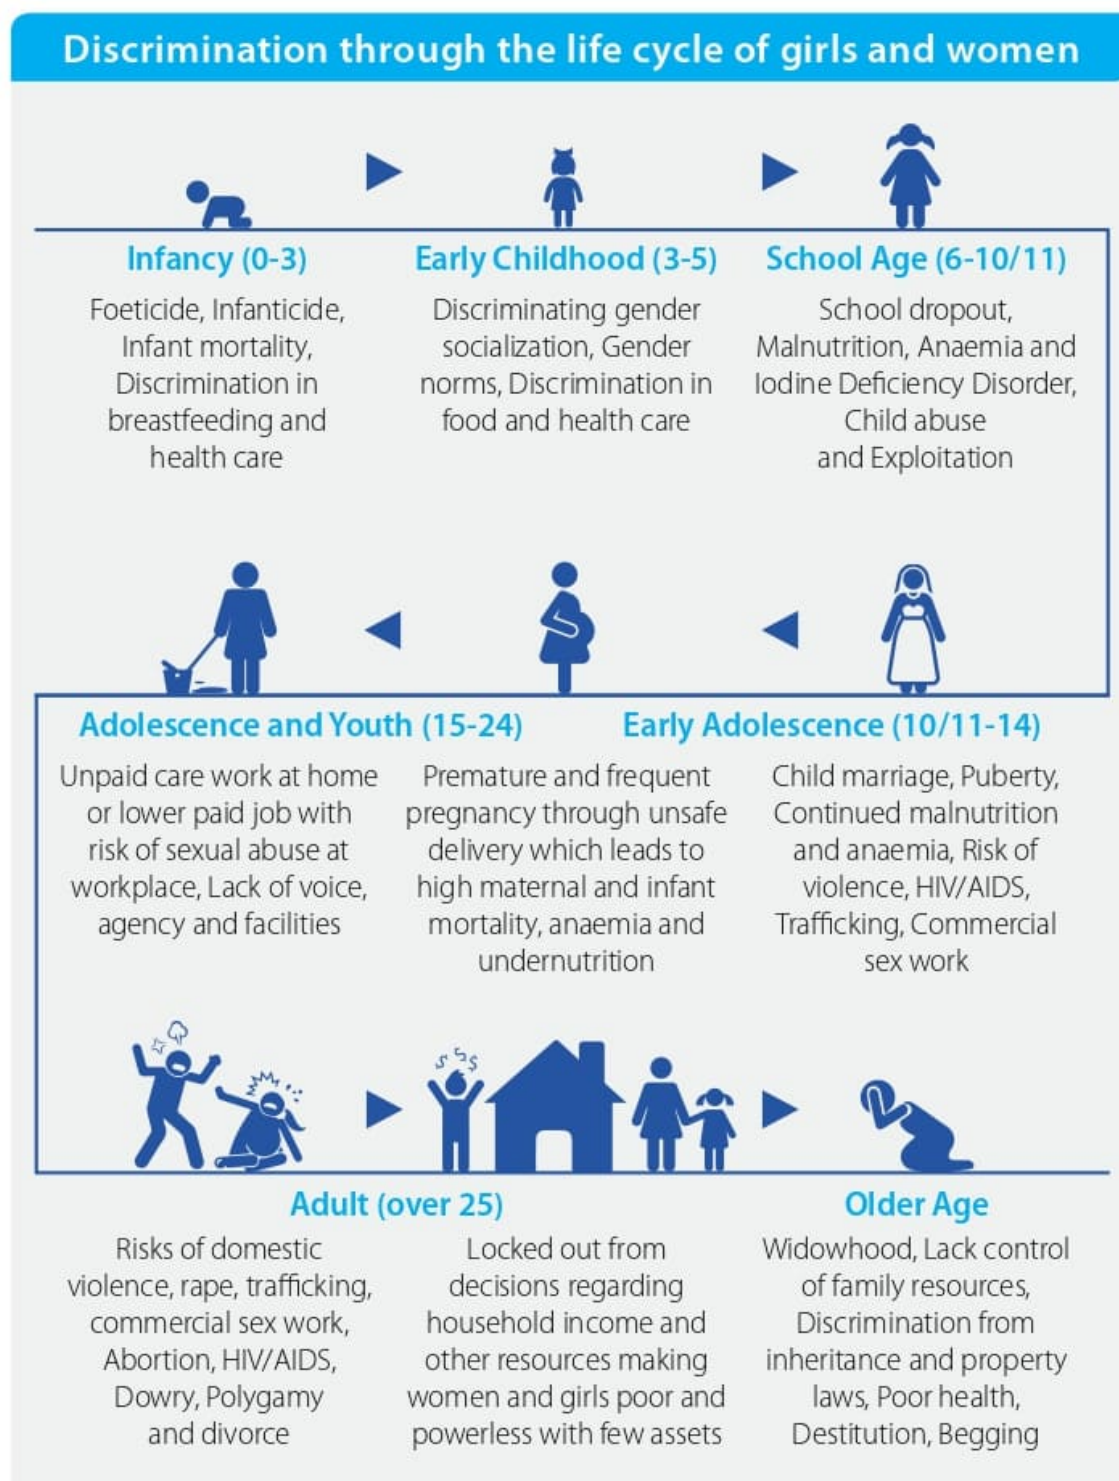 Discrimination through the life cycle of girls and women
Infancy (0-3)
Foeticide, Infanticide,
Infant mortality,
Discrimination in
breastfeeding and
health care
Early Childhood (3-5)
Discriminating gender
socialization, Gender
norms, Discrimination in
food and health care
School Age (6-10/11)
School dropout,
Malnutrition, Anaemia and
Iodine Deficiency Disorder,
Child abuse
and Exploitation
Early Adolescence (10/11-14)
Child marriage, Puberty,
Continued malnutrition
and anaemia, Risk of
violence, HIV/AIDS,
Trafficking, Commercial
sex work
Premature and frequent
pregnancy through unsafe
delivery which leads to
high maternal and infant
mortality, anaemia and
undernutrition
Adolescence and Youth (15-24)
Unpaid care work at home
or lower paid job with
risk of sexual abuse at
workplace, Lack of voice,
agency and facilities
$ $ $
Adult (over 25)
Risks of domestic
violence, rape, trafficking,
commercial sex work,
Abortion, HIV/AIDS,
Dowry, Polygamy
and divorce
Locked out from
decisions regarding
household income and
other resources making
women and girls poor and
powerless with few assets
Older Age
Widowhood, Lack control
of family resources,
Discrimination from
inheritance and property
laws, Poor health,
Destitution, Begging